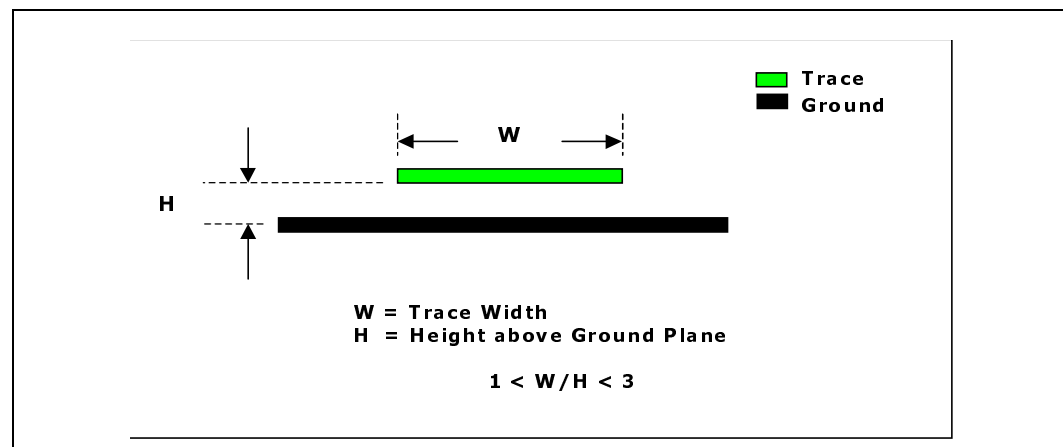 Trace
Ground
W
H
W = Trace Width
H = Height above Ground Plane
1 < W/H < 3